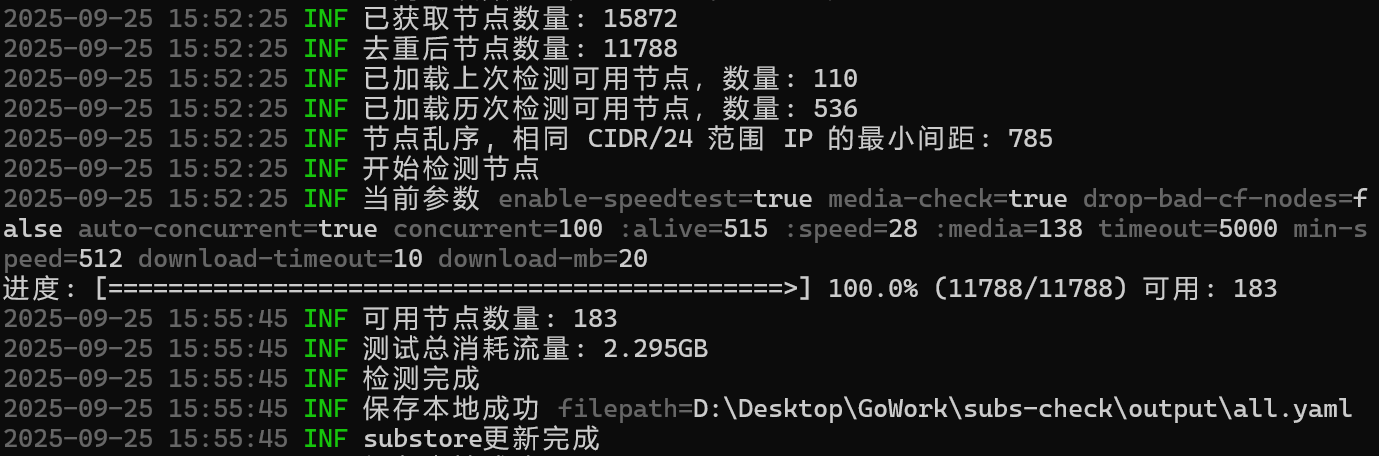 2025-09-25 15:52:25 INF 已获取节点数量: 15872
2025-09-25 15:52:25 INF 去重后节点数量: 11788
2025-09-25 15:52:25 INF 已加载上次检测可用节点，数量: 110
2025-09-25 15:52:25 INF 已加载历次检测可用节点，数量: 536
2025-09-25 15:52:25 INF 节点乱序, 相同 CIDR/24 范围 IP 的最小间距: 785
2025-09-25 15:52:25 INF 开始检测节点
2025-09-25 15:52:25 INF 当前参数 enable-speedtest=true media-check=true drop-bad-cf-nodes=f
alse auto-concurrent=true concurrent=100 :alive=515 :speed=28 :media=138 timeout=5000 min-s
peed=512 download-timeout=10 download-mb=20
进度: [=============================================>] 100.0% (11788/11788) 可用: 183
2025-09-25 15:55:45 INF 可用节点数量: 183
2025-09-25 15:55:45 INF 测试总消耗流量: 2.295GB
2025-09-25 15:55:45 INF 检测完成
2025-09-25 15:55:45 INF 保存本地成功 filepath=D:\Desktop\GoWork\subs-check\output\all.yaml
2025-09-25 15:55:45 INF substore更新完成